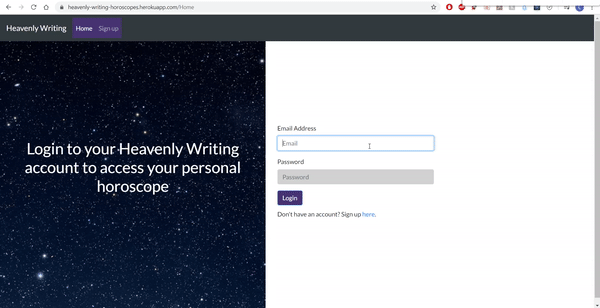 heavenly-writing-horoscopes.herokuapp.com/Home
Heavenly Writing Home Sign up
Login to your Heavenly Writing
account to access your personal
horoscope
Email Address
Email
Password
Password
Login
Don't have an account? Sign up here.